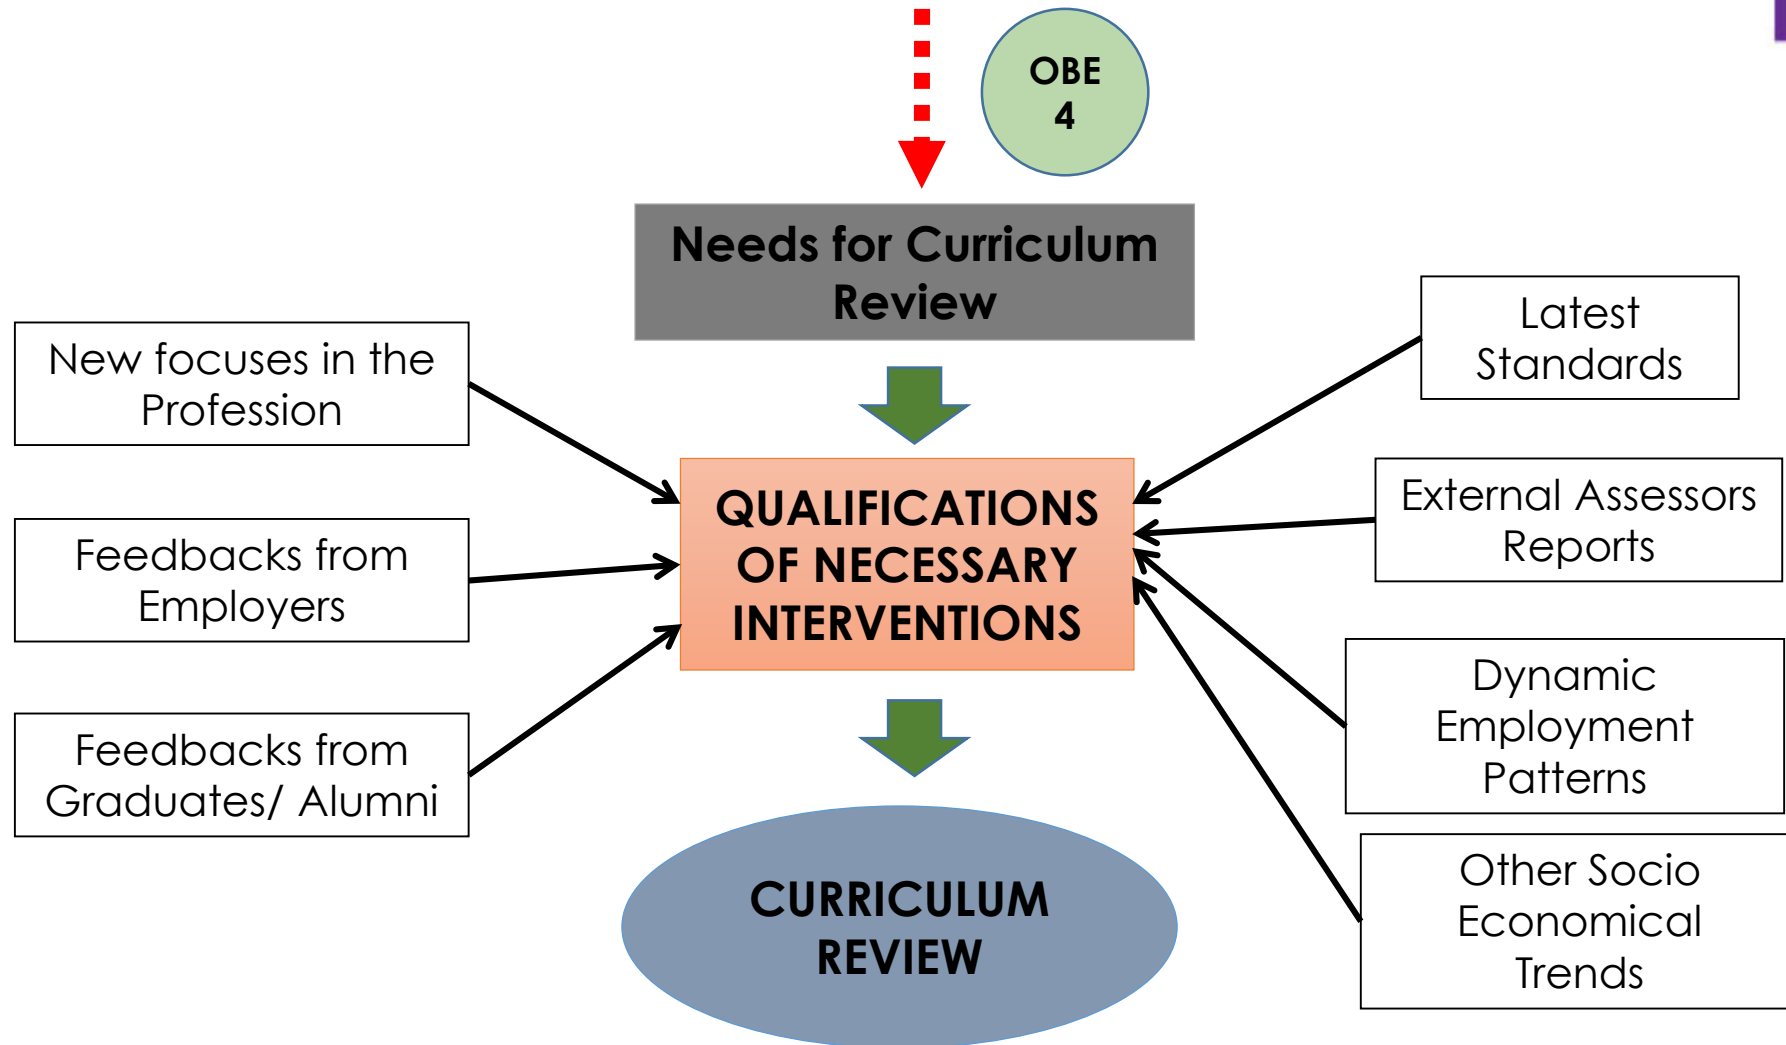 OBE
4
Needs for Curriculum
Review
New focuses in the
Profession
Feedbacks from
Employers
Feedbacks from
Graduates/ Alumni
QUALIFICATIONS
OF NECESSARY
INTERVENTIONS
Latest
Standards
External Assessors
Reports
Dynamic
Employment
Patterns
Other Socio
Economical
Trends
CURRICULUM
REVIEW